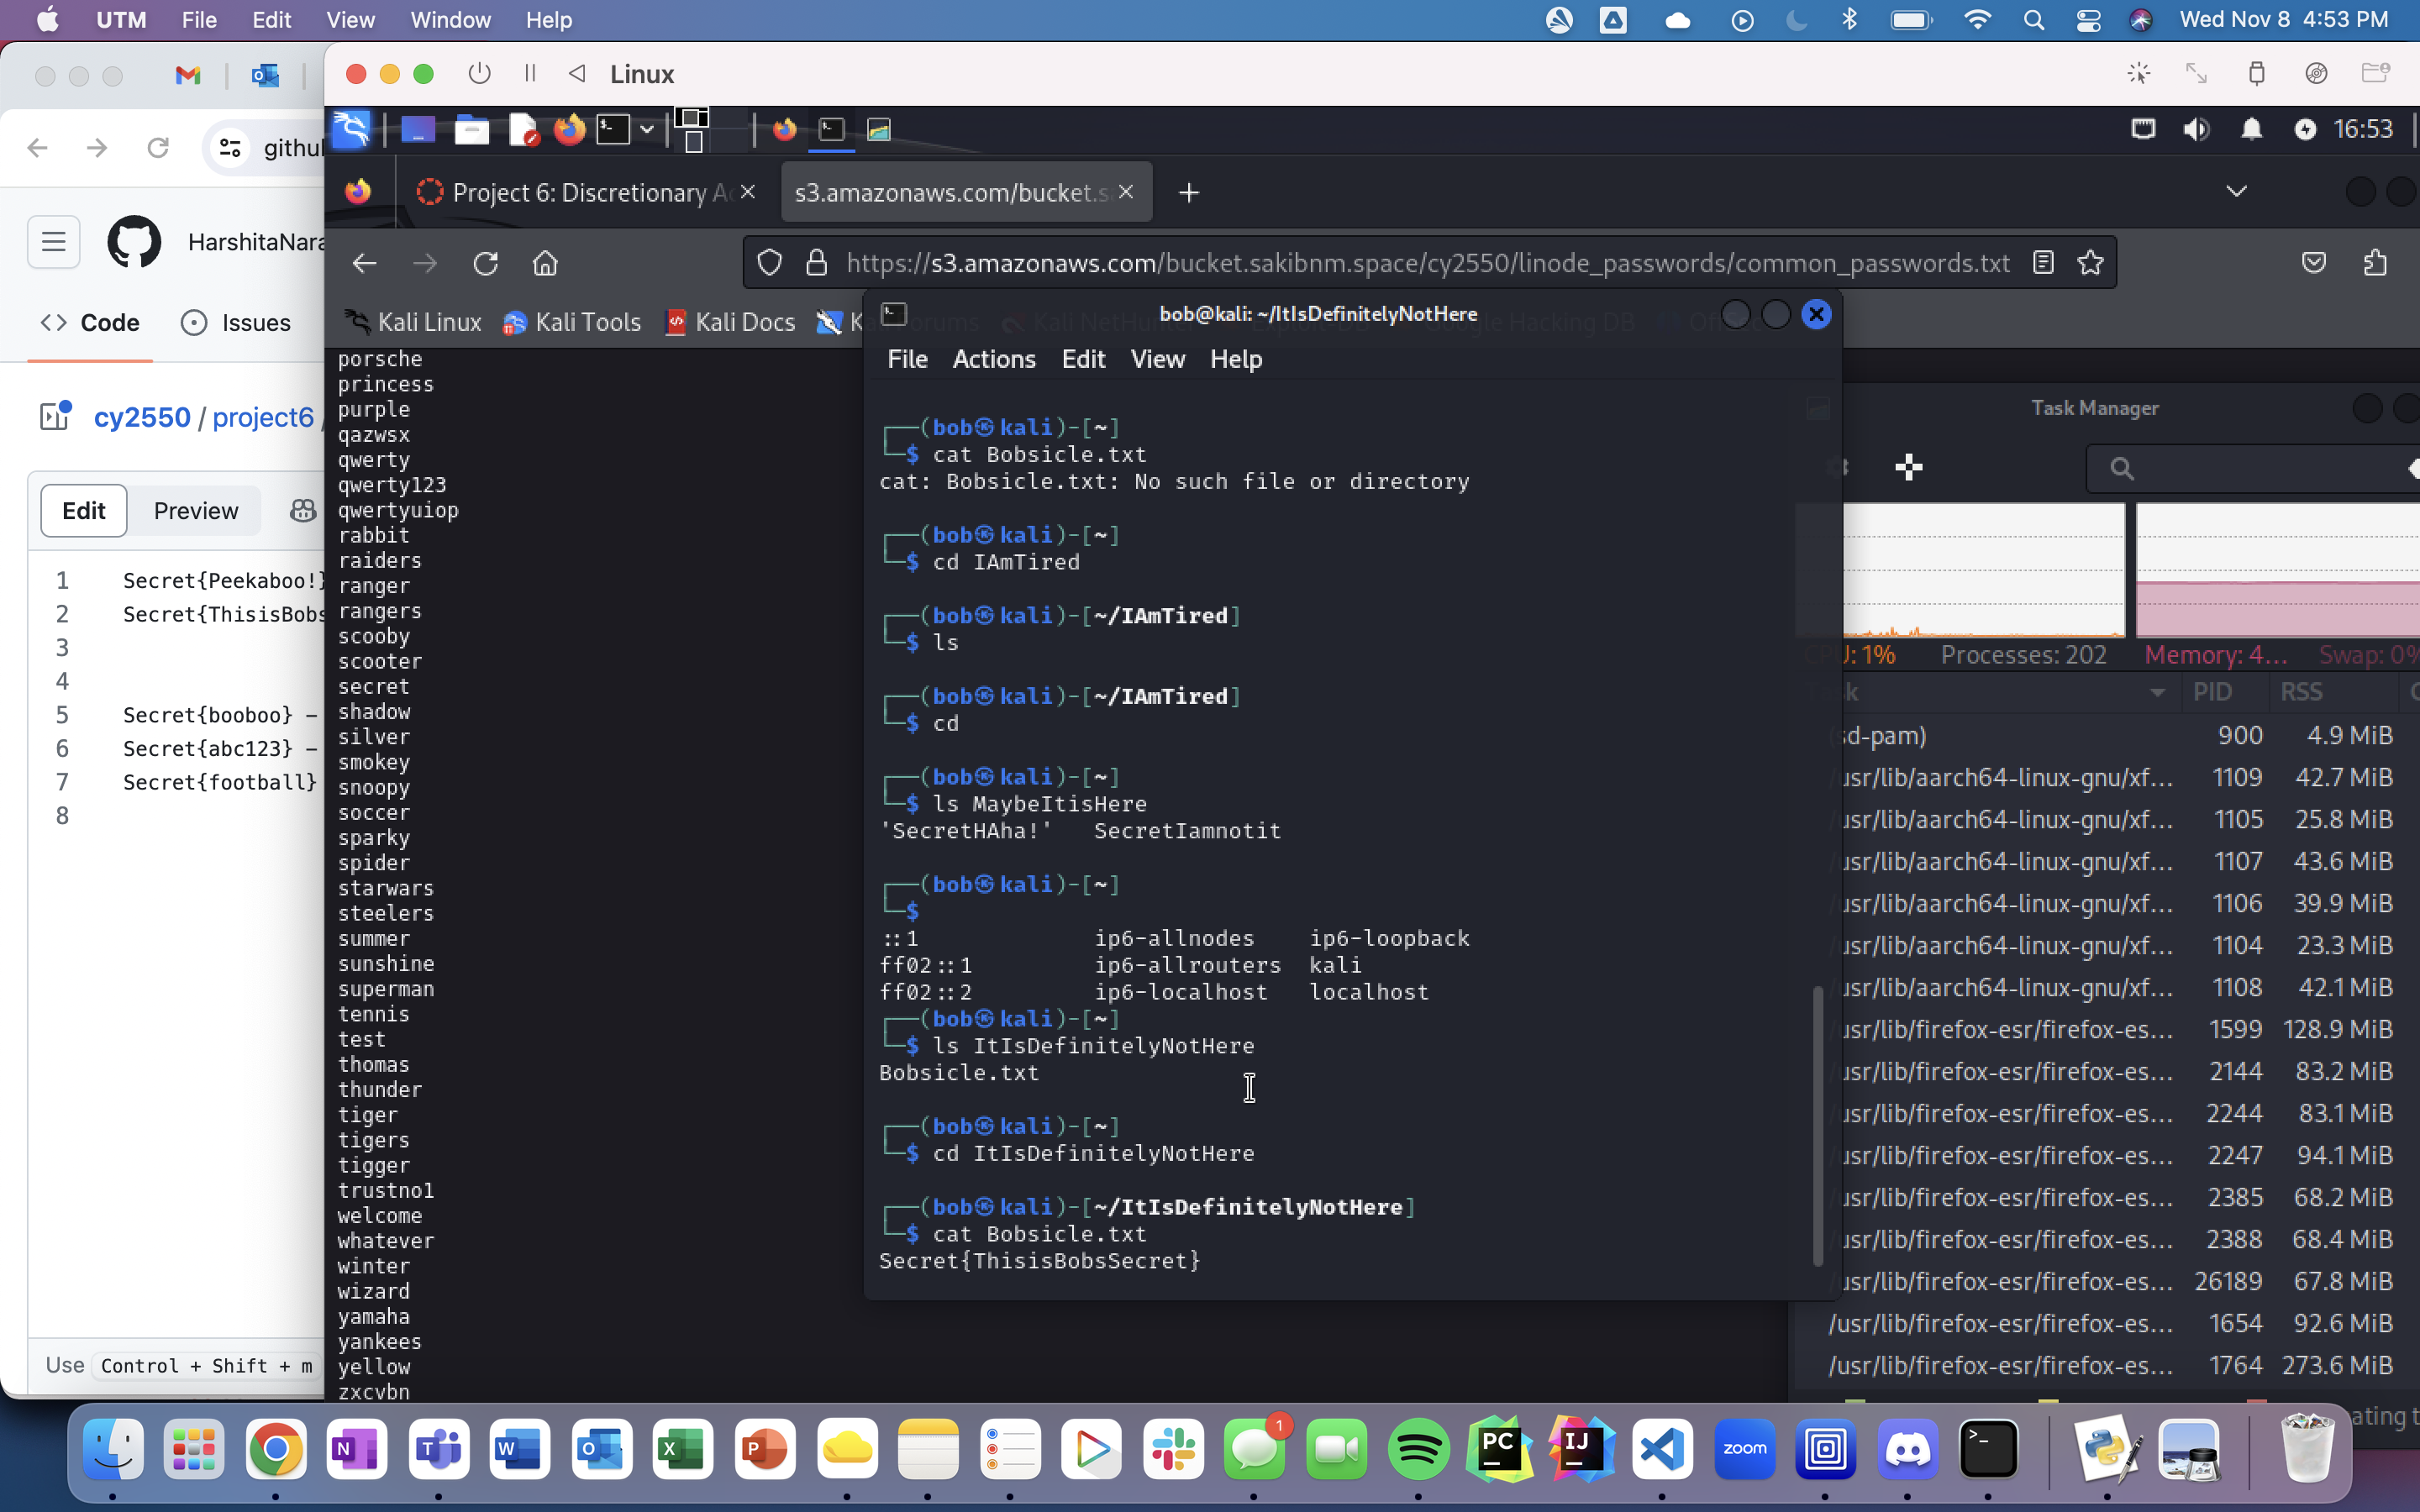 UTM File Edit View Window Help
Wed Nov 8 4:53 PM
Linux
16:53
Project 6: Discretionary A
s3.amazonaws.com/bucket.s
https://s3.amazonaws.com/bucket.sakibnm.space/cy2550/linode_passwords/common_passwords.txt
Kali Linux Kali Tools Kali Docs
githu
HarshitaNara
Code Issues
cy2550 / project6 /
Edit Preview
1 Secret{Peekaboo!}
2 Secret{ThisisBobs
3
4
5 Secret{booboo} –
6 Secret{abc123} –
7 Secret{football}
8
Use Control + Shift + m
porsche
princess
purple
qazwsx
qwerty
qwerty123
qwertyuiop
rabbit
raiders
ranger
rangers
scooby
scooter
secret
shadow
silver
smokey
snoopy
soccer
sparky
spider
starwars
steelers
summer
sunshine
superman
tennis
test
thomas
thunder
tiger
tigers
tigger
trustno1
welcome
whatever
winter
wizard
yamaha
yankees
yellow
zxcvbn
bob@kali: ~/ItIsDefinitelyNotHere
File Actions Edit View Help
┌──(bob㉿kali)-[~]
└─$ cat Bobsicle.txt
cat: Bobsicle.txt: No such file or directory
┌──(bob㉿kali)-[~]
└─$ cd IAmTired
┌──(bob㉿kali)-[~/IAmTired]
└─$ ls
┌──(bob㉿kali)-[~/IAmTired]
└─$ cd
┌──(bob㉿kali)-[~]
└─$ ls MaybeItisHere
'SecretHAha!' SecretIamnotit
┌──(bob㉿kali)-[~]
└─$
::1 ip6-allnodes ip6-loopback
ff02::1 ip6-allrouters kali
ff02::2 ip6-localhost localhost
┌──(bob㉿kali)-[~]
└─$ ls ItIsDefinitelyNotHere
Bobsicle.txt
┌──(bob㉿kali)-[~]
└─$ cd ItIsDefinitelyNotHere
┌──(bob㉿kali)-[~/ItIsDefinitelyNotHere]
└─$ cat Bobsicle.txt
Secret{ThisisBobsSecret}
Task Manager
CPU: 1% Processes: 202 Memory: 4... Swap: 0%
PID RSS
(sd-pam) 900 4.9 MiB
/usr/lib/aarch64-linux-gnu/xf... 1109 42.7 MiB
/usr/lib/aarch64-linux-gnu/xf... 1105 25.8 MiB
/usr/lib/aarch64-linux-gnu/xf... 1107 43.6 MiB
/usr/lib/aarch64-linux-gnu/xf... 1106 39.9 MiB
/usr/lib/aarch64-linux-gnu/xf... 1104 23.3 MiB
/usr/lib/aarch64-linux-gnu/xf... 1108 42.1 MiB
/usr/lib/firefox-esr/firefox-es... 1599 128.9 MiB
/usr/lib/firefox-esr/firefox-es... 2144 83.2 MiB
/usr/lib/firefox-esr/firefox-es... 2244 83.1 MiB
/usr/lib/firefox-esr/firefox-es... 2247 94.1 MiB
/usr/lib/firefox-esr/firefox-es... 2385 68.2 MiB
/usr/lib/firefox-esr/firefox-es... 2388 68.4 MiB
/usr/lib/firefox-esr/firefox-es... 26189 67.8 MiB
/usr/lib/firefox-esr/firefox-es... 1654 92.6 MiB
/usr/lib/firefox-esr/firefox-es... 1764 273.6 MiB
1
PC IJ zoom